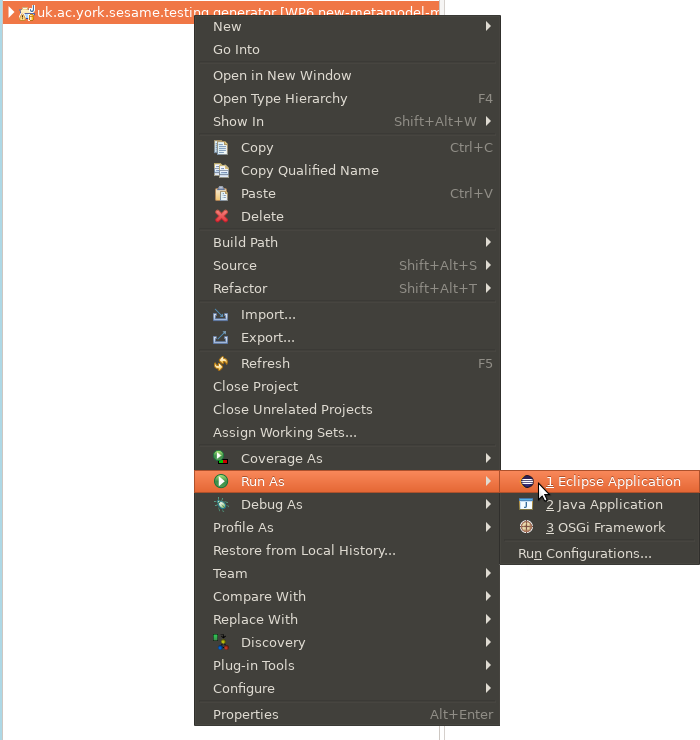 uk.ac.york.sesame.testing.generator [WP6 new-metamodel-m
New
Go Into
Open in New Window
Open Type Hierarchy F4
Show In Shift+Alt+W
Copy Ctrl+C
Copy Qualified Name
Paste Ctrl+V
Delete
Build Path
Source Shift+Alt+S
Refactor Shift+Alt+T
Import...
Export...
Refresh F5
Close Project
Close Unrelated Projects
Assign Working Sets...
Coverage As
Run As
1 Eclipse Application
Debug As
2 Java Application
Profile As
3 OSGi Framework
Restore from Local History...
Run Configurations...
Team
Compare With
Replace With
Discovery
Plug-in Tools
Configure
Properties Alt+Enter